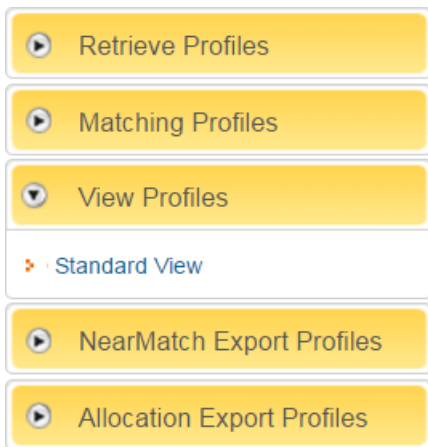 Retrieve Profiles
Matching Profiles
View Profiles
Standard View
NearMatch Export Profiles
Allocation Export Profiles